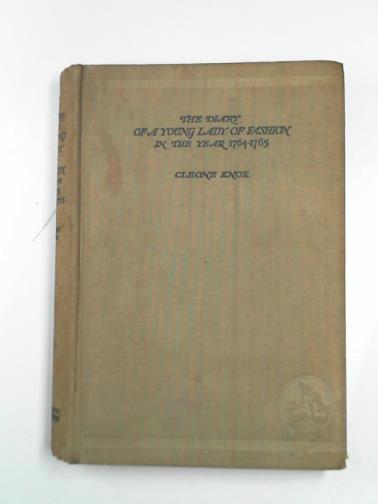 THE DIARY
OF A YOUNG LADY OF FASHION
IN THE YEAR 1764-1765
CLEONE KNOX